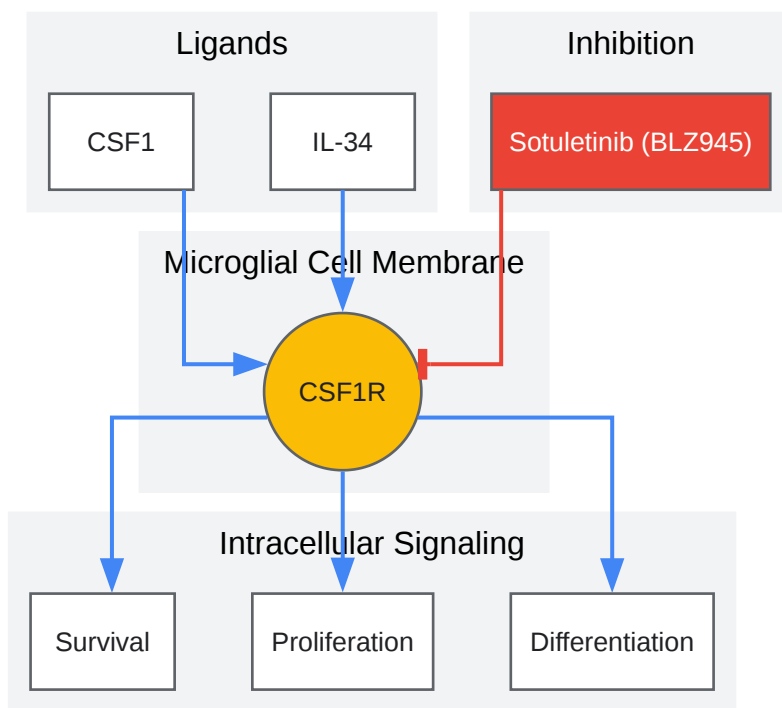 Ligands
Inhibition
CSF1
IL-34
Sotuletinib (BLZ945)
Microglial Cell Membrane
CSF1R
Intracellular Signaling
Survival
Proliferation
Differentiation